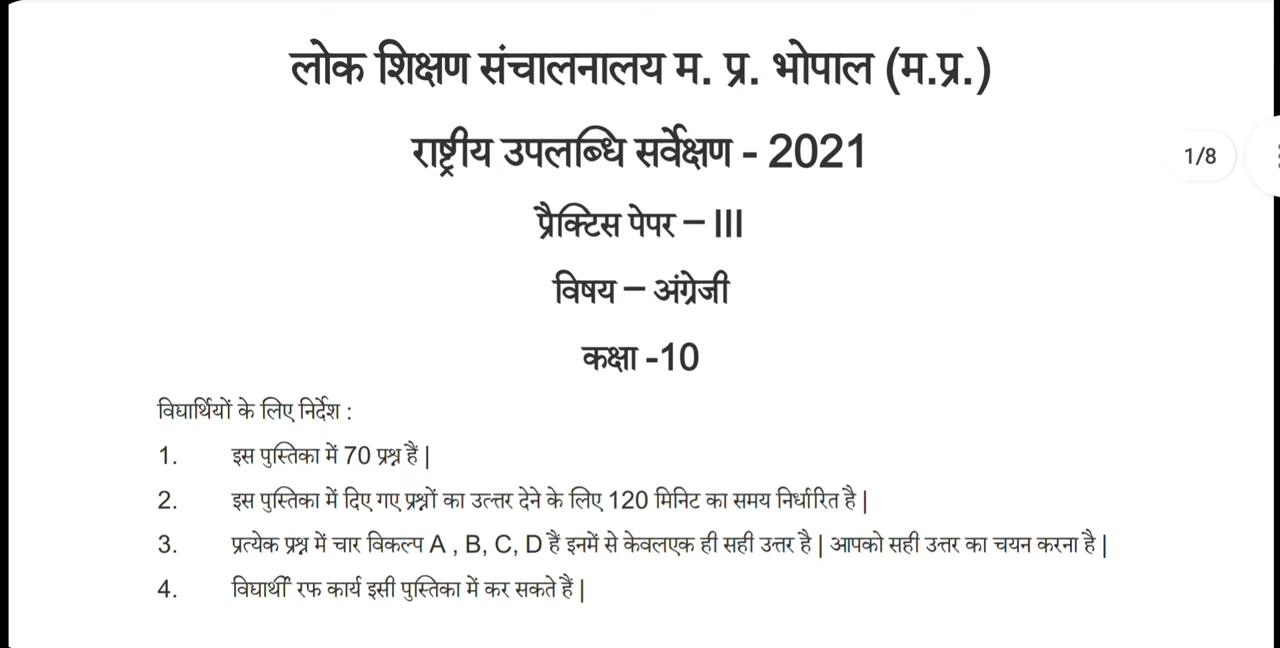 लोक शिक्षण संचालनालय म. प्र. भोपाल (म.प्र.)
राष्ट्रीय उपलब्धि सर्वेक्षण - 2021
1/8
प्रैक्टिस पेपर – III
विषय – अंग्रेजी
कक्षा -10
विद्यार्थियों के लिए निर्देश :
1. इस पुस्तिका में 70 प्रश्न हैं |
2. इस पुस्तिका में दिए गए प्रश्नों का उत्तर देने के लिए 120 मिनिट का समय निर्धारित है |
3. प्रत्येक प्रश्न में चार विकल्प A , B, C, D हैं इनमें से केवलएक ही सही उत्तर है | आपको सही उत्तर का चयन करना है |
4. विद्यार्थी रफ कार्य इसी पुस्तिका में कर सकते हैं |